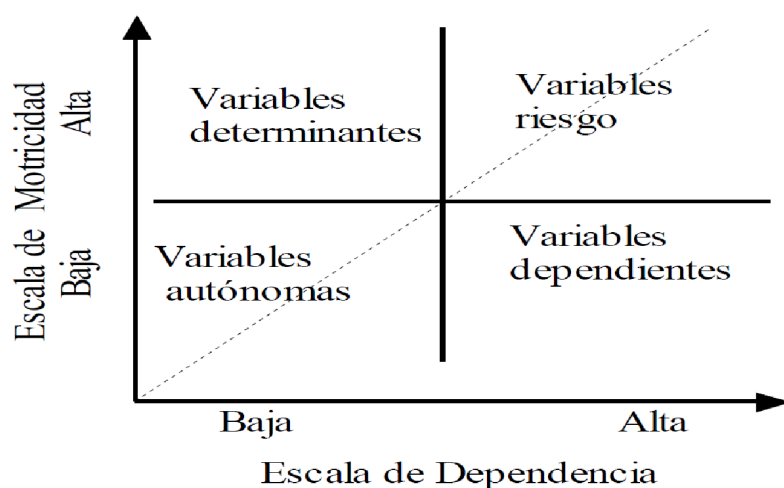 Escala de Motricidad
Baja Alta
Variables
determinantes
Variables
riesgo
Variables
autónomas
Variables
dependientes
Baja Alta
Escala de Dependencia